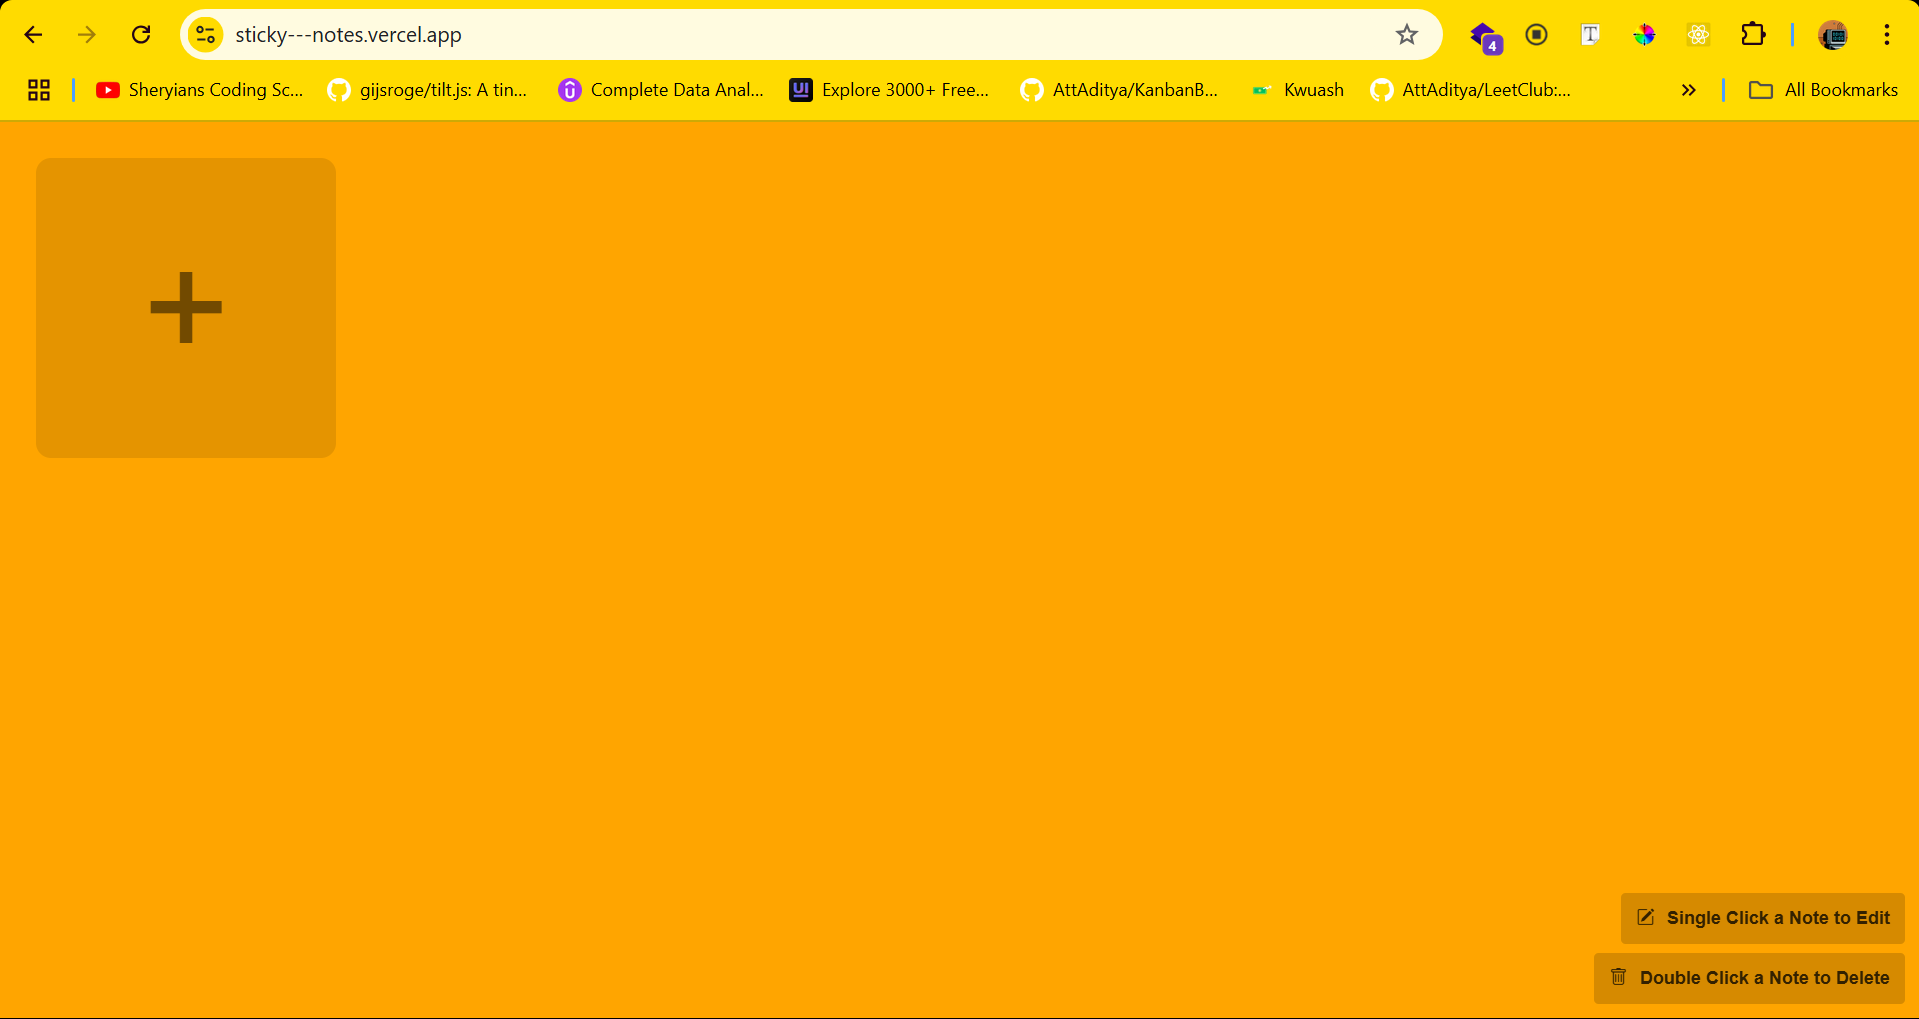 sticky---notes.vercel.app
4
T
Sheryians Coding Sc...
gijsroge/tilt.js: A tin...
Complete Data Anal...
UI
Explore 3000+ Free...
AttAditya/KanbanB...
Kwuash
AttAditya/LeetClub:...
All Bookmarks
Single Click a Note to Edit
Double Click a Note to Delete